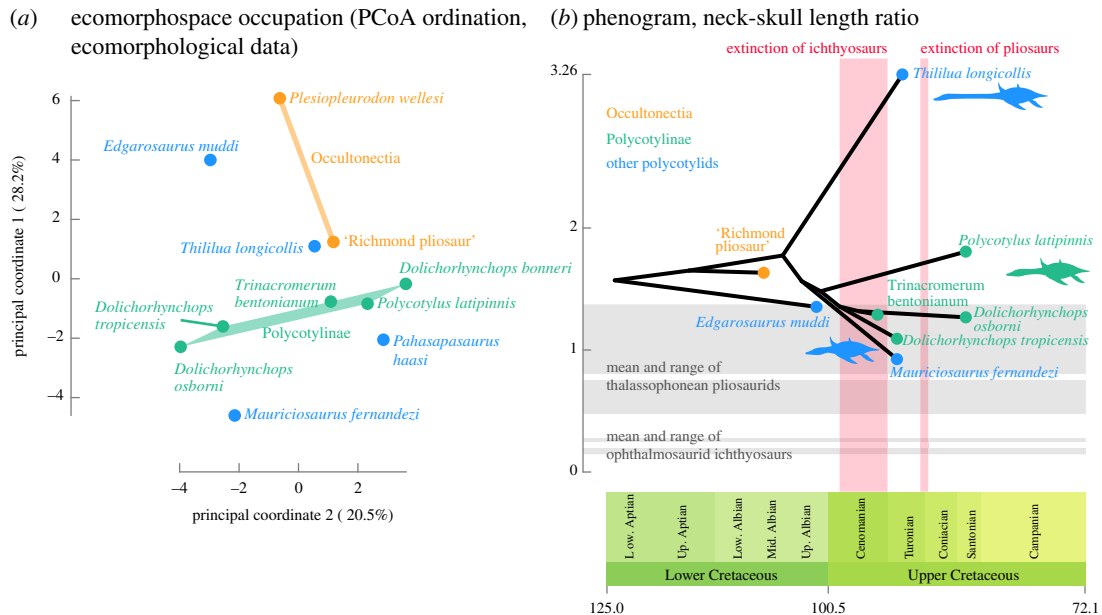 (a) ecomorphospace occupation (PCoA ordination,
ecomorphological data)
6
4
2
0
–2
–4
principal coordinate 1 ( 28.2%)
Plesiopleurodon wellesi
Edgarosaurus muddi
Occultonectia
Thililua longicollis
‘Richmond pliosaur’
Dolichorhynchops bonneri
Trinacromerum
bentonianum
Polycotylus latipinnis
Dolichorhynchops
tropicensis
Polycotylinae
Pahasapasaurus
haasi
Dolichorhynchops
osborni
Mauriciosaurus fernandezi
–4
–2
0
2
4
principal coordinate 2 ( 20.5%)
(b) phenogram, neck-skull length ratio
extinction of ichthyosaurs
extinction of pliosaurs
3.26
2
1
0
Thililua longicollis
Occultonectia
Polycotylinae
other polycotylids
‘Richmond
pliosaur’
Polycotylus latipinnis
Trinacromerum
bentonianum
Edgarosaurus muddi
Dolichorhynchops
osborni
Dolichorhynchops tropicensis
Mauriciosaurus fernandezi
mean and range of
thalassophonean pliosaurids
mean and range of
ophthalmosaurid ichthyosaurs
Low. Aptian
Up. Aptian
Low. Albian
Mid. Albian
Up. Albian
Cenomanian
Turonian
Coniacian
Santonian
Campanian
Lower Cretaceous
Upper Cretaceous
125.0
100.5
72.1